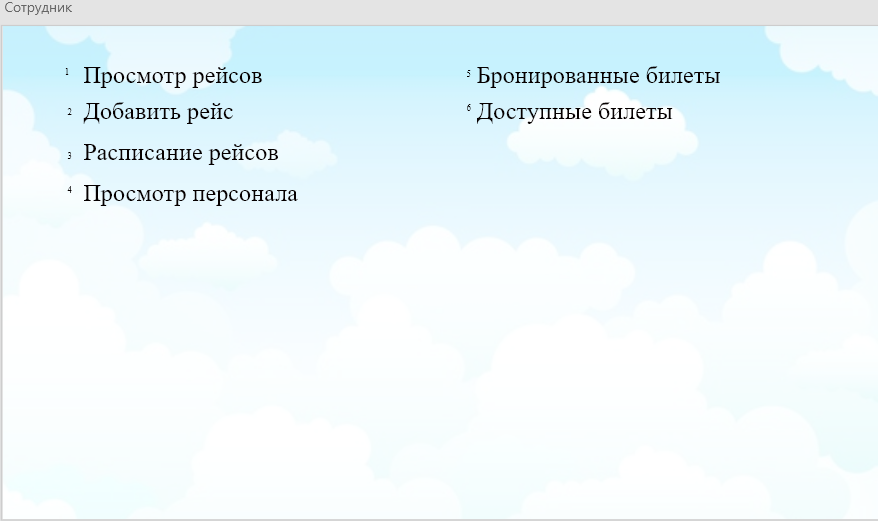 Сотрудник
1 Просмотр рейсов
2 Добавить рейс
3 Расписание рейсов
4 Просмотр персонала
5 Бронированные билеты
6 Доступные билеты